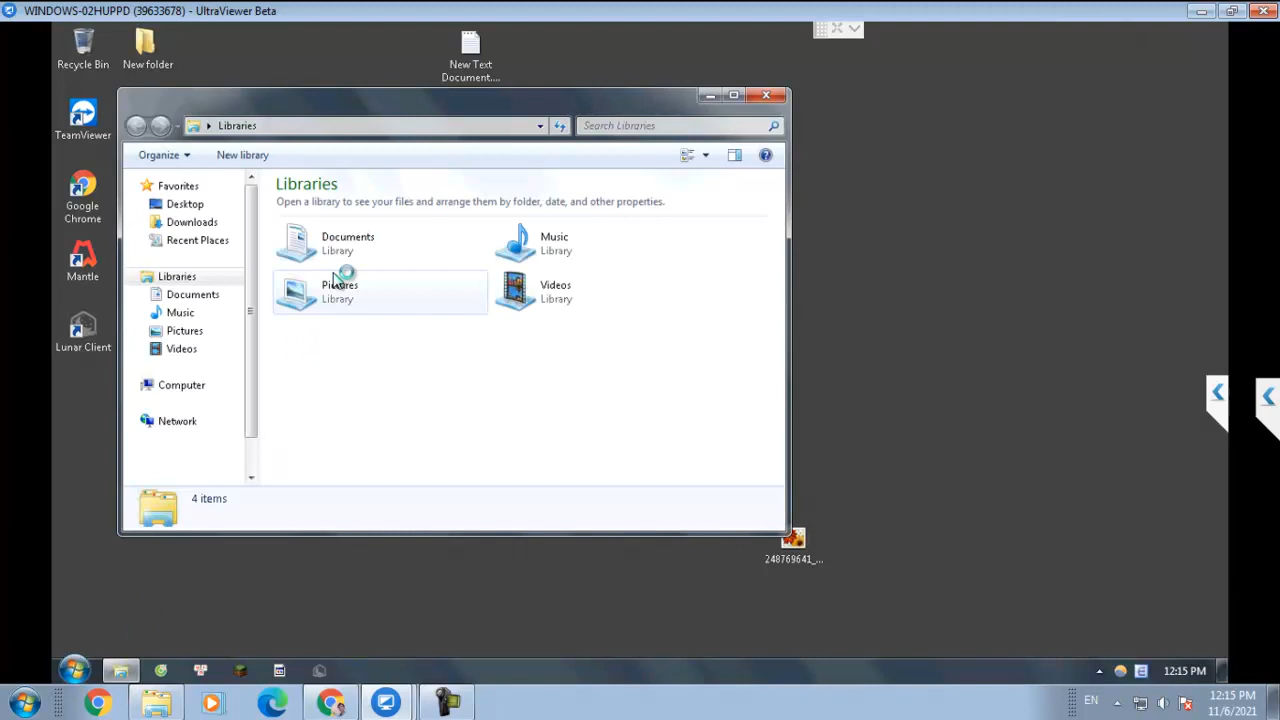 WINDOWS-02HUPPD (39633678) - UltraViewer Beta
Recycle Bin
New folder
New Text
Document....
TeamViewer
Google
Chrome
Mantle
Lunar Client
Libraries
Search Libraries
Organize
New library
Favorites
Desktop
Downloads
Recent Places
Libraries
Documents
Music
Pictures
Videos
Computer
Network
Libraries
Open a library to see your files and arrange them by folder, date, and other properties.
Documents
Library
Music
Library
Pictures
Library
Videos
Library
4 items
248769641_...
12:15 PM
EN
12:15 PM
11/6/2021